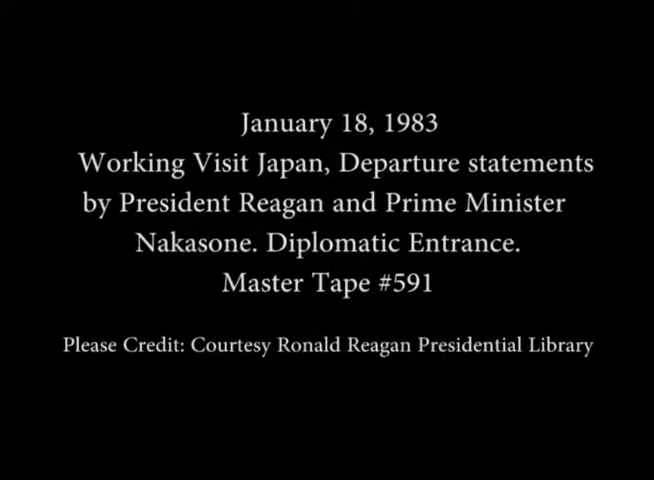 January 18, 1983
Working Visit Japan, Departure statements
by President Reagan and Prime Minister
Nakasone. Diplomatic Entrance.
Master Tape #591
Please Credit: Courtesy Ronald Reagan Presidential Library